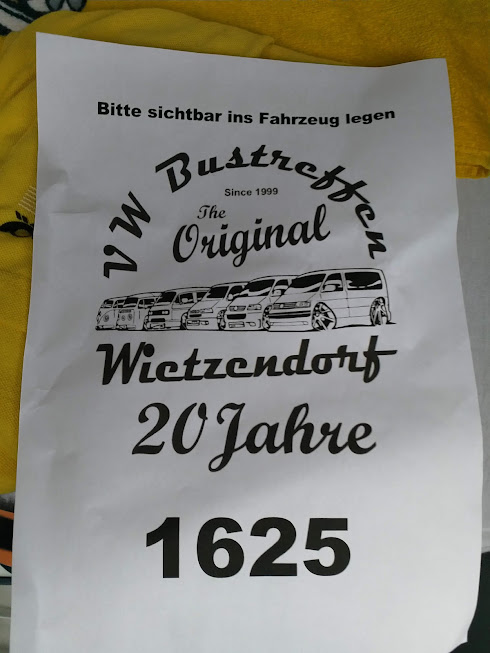 Bitte sichtbar ins Fahrzeug legen
VW Bustreffen
Since 1999
The
Original
Wietzendorf
20 Jahre
1625